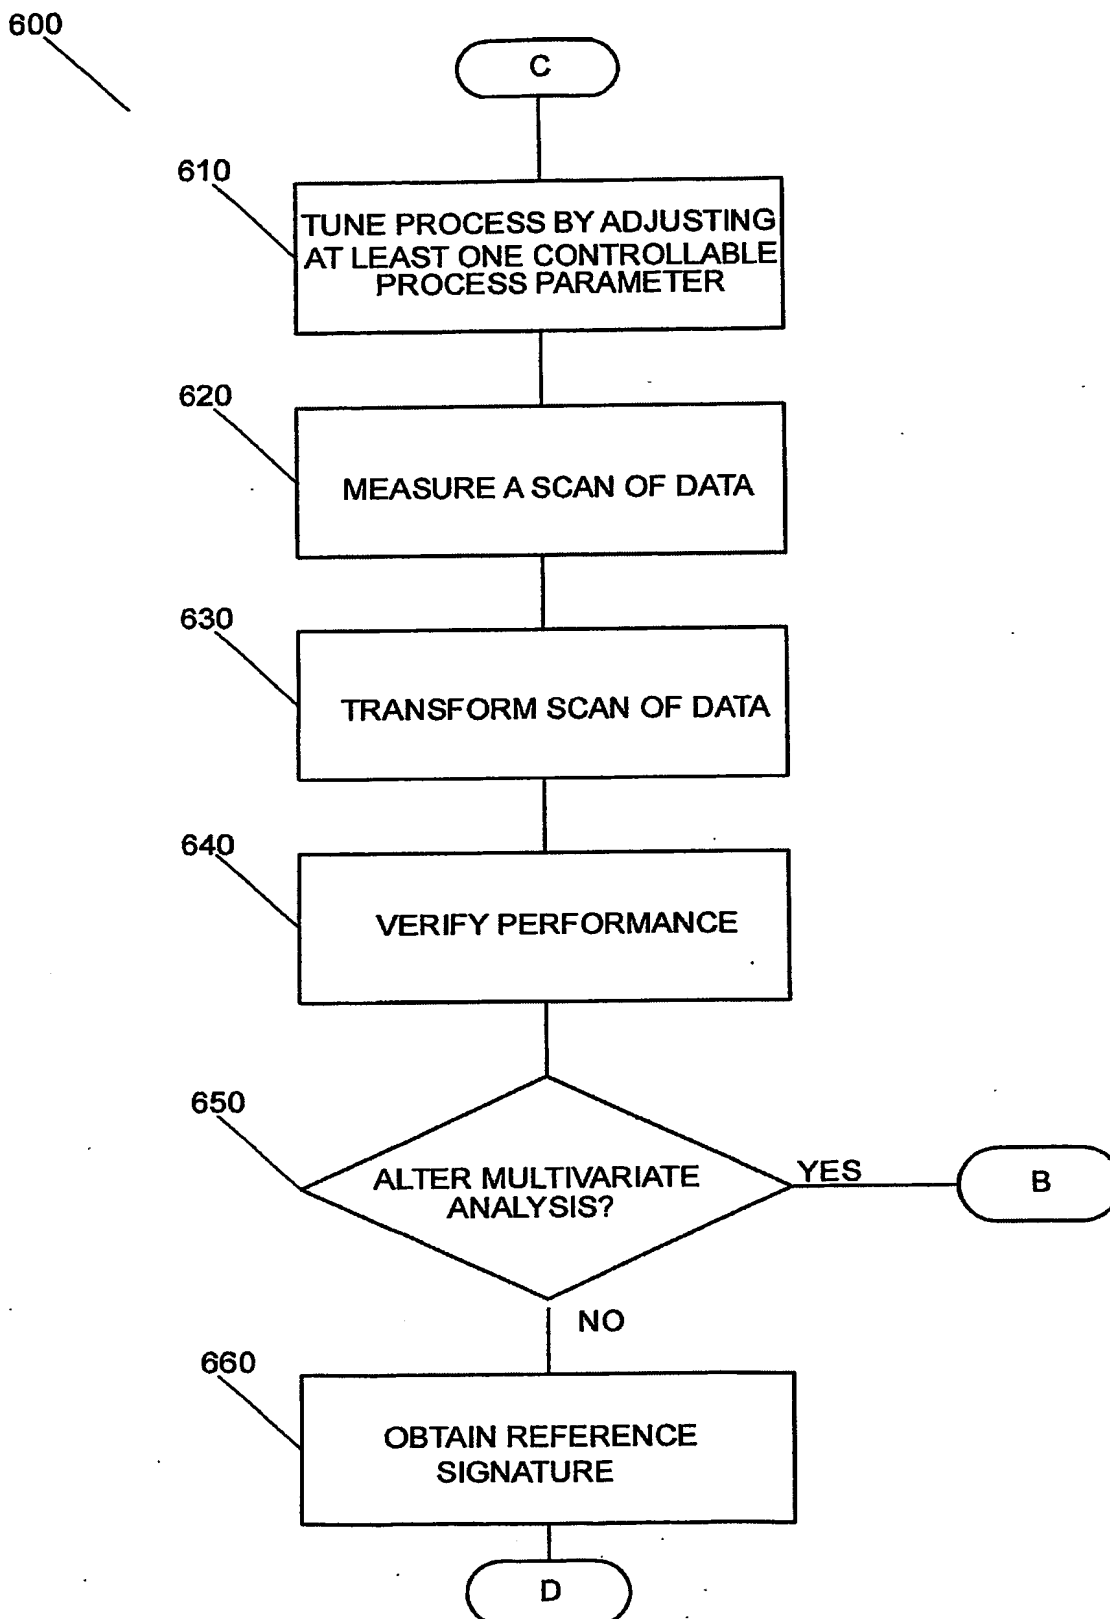 600
C
610
TUNE PROCESS BY ADJUSTING
AT LEAST ONE CONTROLLABLE
PROCESS PARAMETER
620
MEASURE A SCAN OF DATA
630
TRANSFORM SCAN OF DATA
640
VERIFY PERFORMANCE
650
ALTER MULTIVARIATE
ANALYSIS?
YES
B
NO
660
OBTAIN REFERENCE
SIGNATURE
D